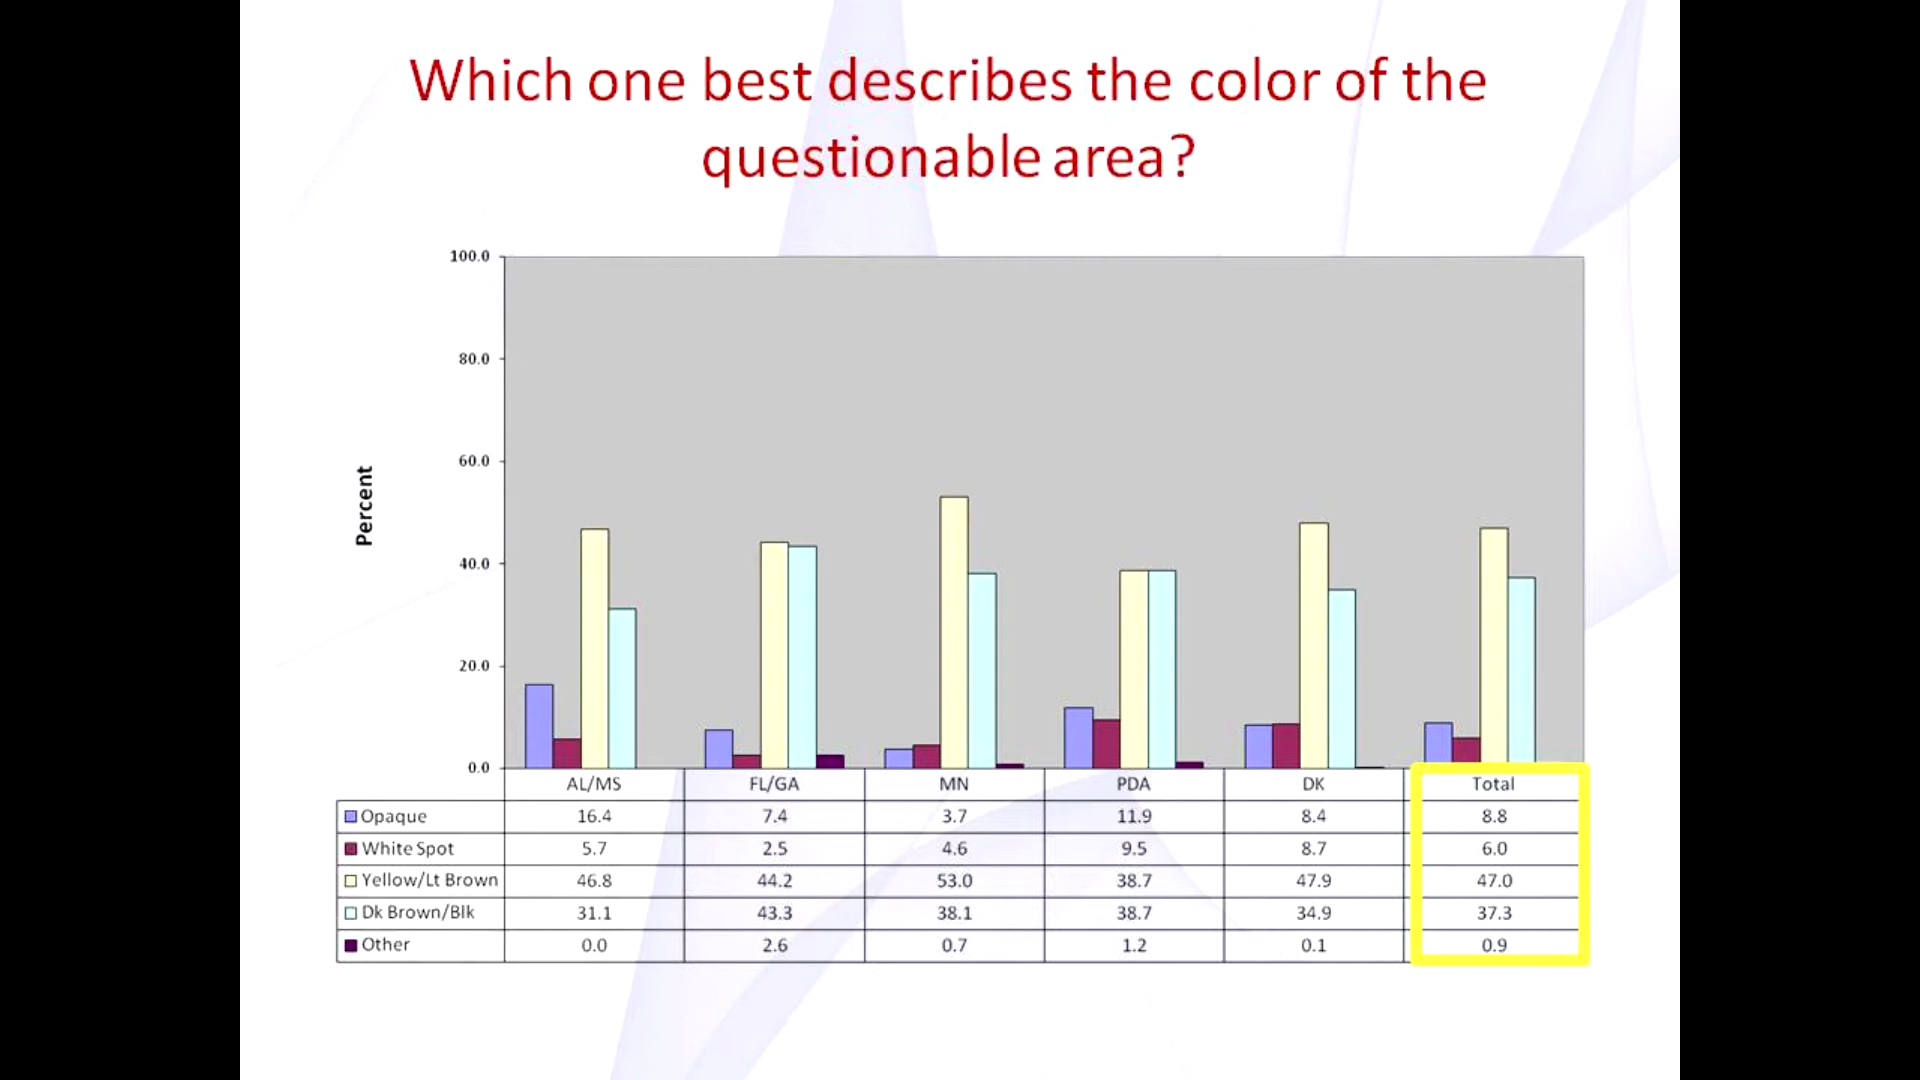 Which one best describes the color of the
questionable area?
Percent
100.0
80.0
60.0
40.0
20.0
0.0
AL/MS FL/GA MN PDA DK Total
Opaque 16.4 7.4 3.7 11.9 8.4 8.8
White Spot 5.7 2.5 4.6 9.5 8.7 6.0
Yellow/Lt Brown 46.8 44.2 53.0 38.7 47.9 47.0
Dk Brown/Blk 31.1 43.3 38.1 38.7 34.9 37.3
Other 0.0 2.6 0.7 1.2 0.1 0.9